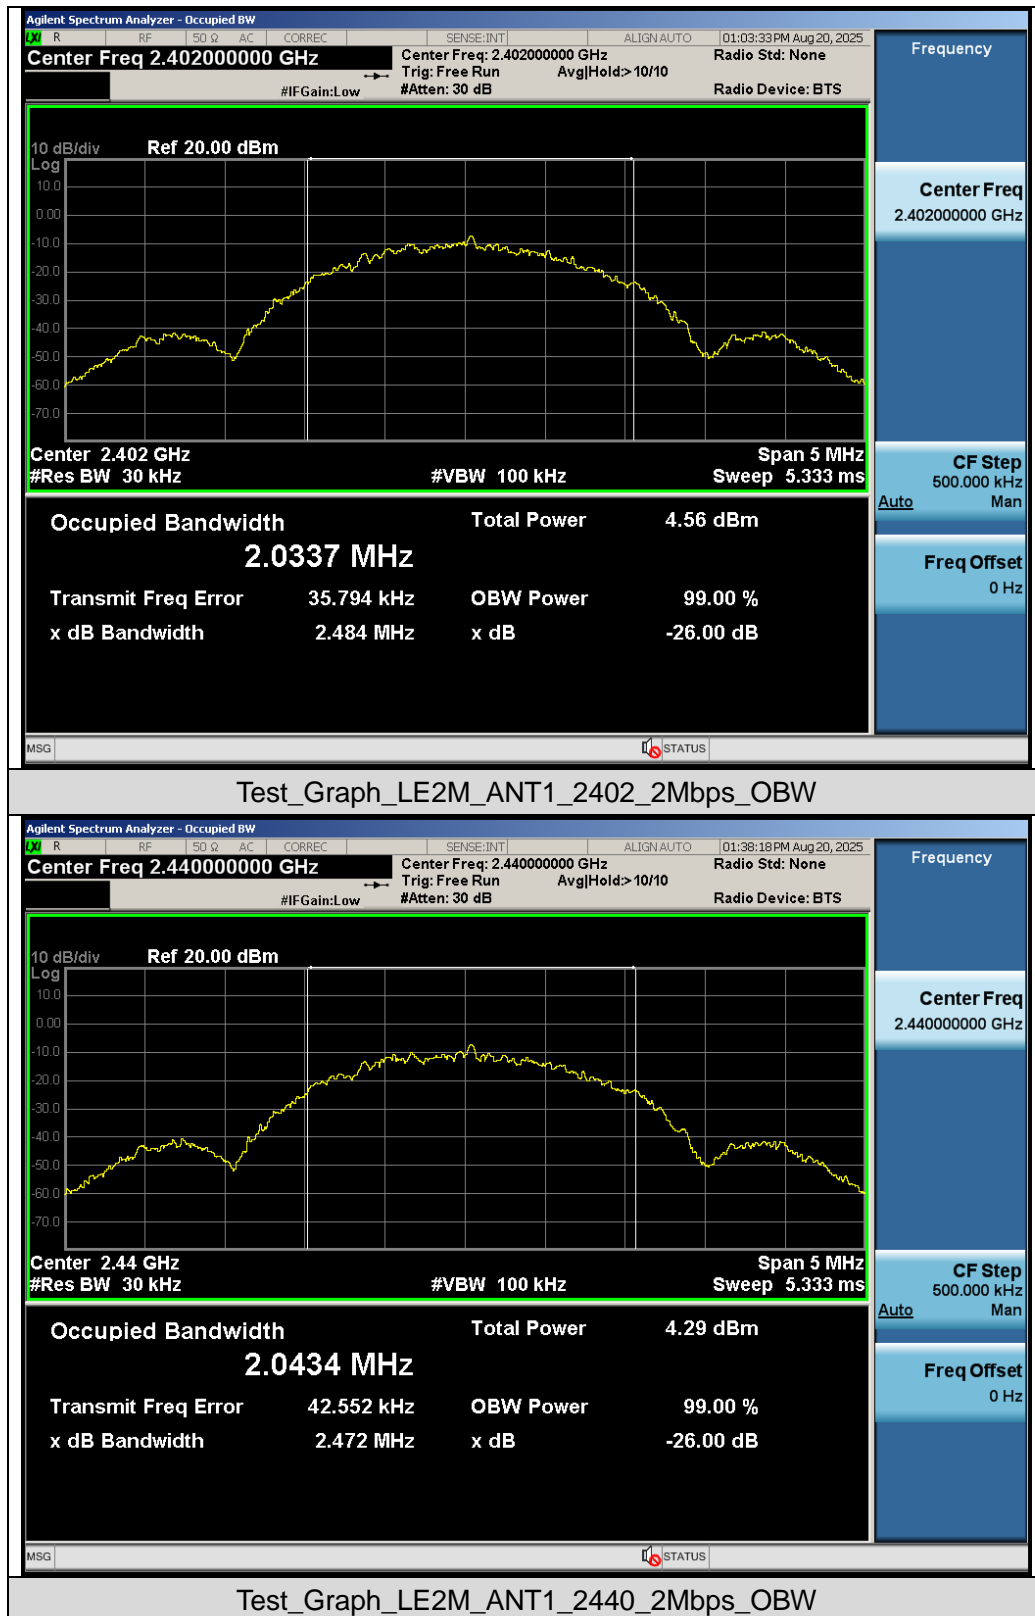 Agilent Spectrum Analyzer - Occupied BW
LXI R RF 50 Ω AC CORREC SENSE:INT ALIGN AUTO 01:03:33 PM Aug 20, 2025
Center Freq 2.402000000 GHz Center Freq: 2.402000000 GHz Radio Std: None
Trig: Free Run Avg|Hold:>10/10
#IFGain:Low #Atten: 30 dB Radio Device: BTS
Frequency
10 dB/div Ref 20.00 dBm
Log
10.0
0.00
-10.0
-20.0
-30.0
-40.0
-50.0
-60.0
-70.0
Center 2.402 GHz Span 5 MHz
#Res BW 30 kHz #VBW 100 kHz Sweep 5.333 ms
Center Freq
2.402000000 GHz
CF Step
500.000 kHz
Auto Man
Freq Offset
0 Hz
Occupied Bandwidth Total Power 4.56 dBm
2.0337 MHz
Transmit Freq Error 35.794 kHz OBW Power 99.00 %
x dB Bandwidth 2.484 MHz x dB -26.00 dB
MSG STATUS
Test_Graph_LE2M_ANT1_2402_2Mbps_OBW
Agilent Spectrum Analyzer - Occupied BW
LXI R RF 50 Ω AC CORREC SENSE:INT ALIGN AUTO 01:38:18 PM Aug 20, 2025
Center Freq 2.440000000 GHz Center Freq: 2.440000000 GHz Radio Std: None
Trig: Free Run Avg|Hold:>10/10
#IFGain:Low #Atten: 30 dB Radio Device: BTS
Frequency
10 dB/div Ref 20.00 dBm
Log
10.0
0.00
-10.0
-20.0
-30.0
-40.0
-50.0
-60.0
-70.0
Center 2.44 GHz Span 5 MHz
#Res BW 30 kHz #VBW 100 kHz Sweep 5.333 ms
Center Freq
2.440000000 GHz
CF Step
500.000 kHz
Auto Man
Freq Offset
0 Hz
Occupied Bandwidth Total Power 4.29 dBm
2.0434 MHz
Transmit Freq Error 42.552 kHz OBW Power 99.00 %
x dB Bandwidth 2.472 MHz x dB -26.00 dB
MSG STATUS
Test_Graph_LE2M_ANT1_2440_2Mbps_OBW